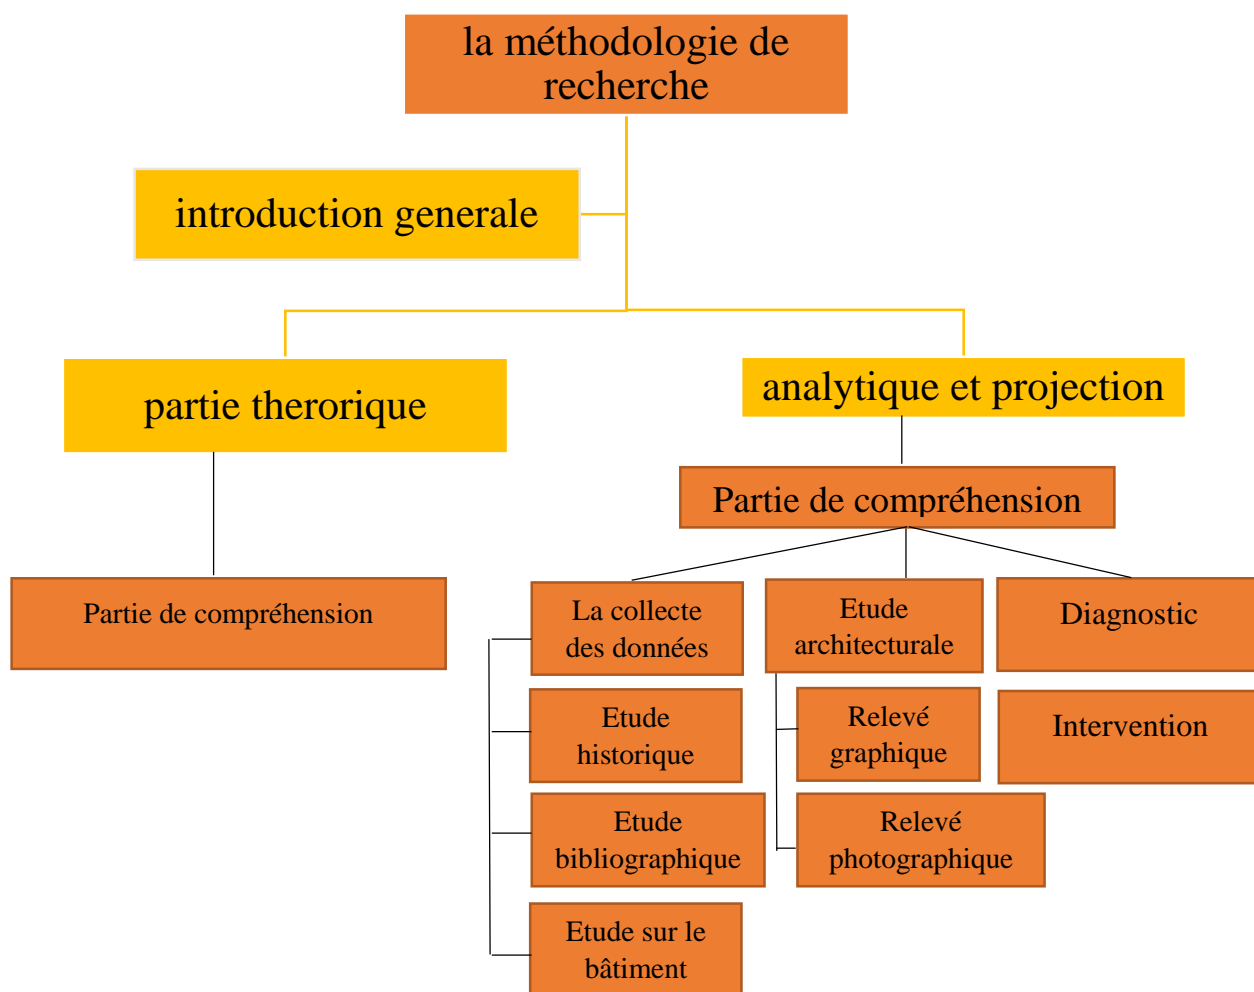 la méthodologie de
recherche
introduction generale
partie therorique
analytique et projection
Partie de compréhension
Partie de compréhension
La collecte
des données
Etude
architecturale
Diagnostic
Etude
historique
Relevé
graphique
Intervention
Etude
bibliographique
Relevé
photographique
Etude sur le
bâtiment